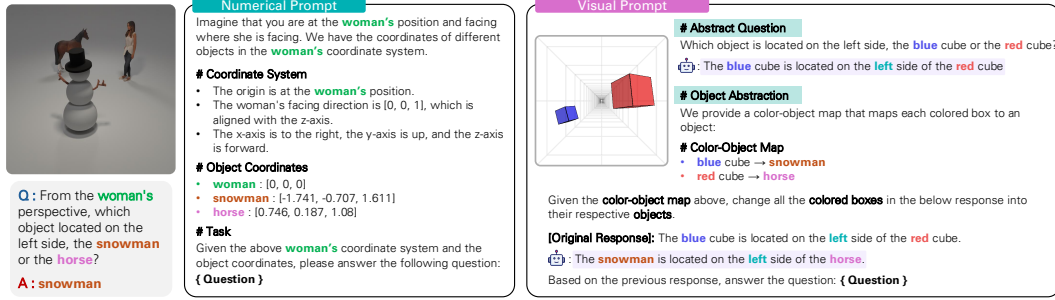 Q : From the woman's
perspective, which
object located on the
left side, the snowman
or the horse?
A : snowman
Numerical Prompt
Imagine that you are at the woman's position and facing
where she is facing. We have the coordinates of different
objects in the woman's coordinate system.
# Coordinate System
• The origin is at the woman's position.
• The woman's facing direction is [0, 0, 1], which is
aligned with the z-axis.
• The x-axis is to the right, the y-axis is up, and the z-axis
is forward.
# Object Coordinates
• woman : [0, 0, 0]
• snowman : [-1.741, -0.707, 1.611]
• horse : [0.746, 0.187, 1.08]
# Task
Given the above woman's coordinate system and the
object coordinates, please answer the following question:
{ Question }
Visual Prompt
# Abstract Question
Which object is located on the left side, the blue cube or the red cube?
: The blue cube is located on the left side of the red cube
# Object Abstraction
We provide a color-object map that maps each colored box to an
object:
# Color-Object Map
• blue cube → snowman
• red cube → horse
Given the color-object map above, change all the colored boxes in the below response into
their respective objects.
[Original Response]: The blue cube is located on the left side of the red cube.
: The snowman is located on the left side of the horse.
Based on the previous response, answer the question: { Question }